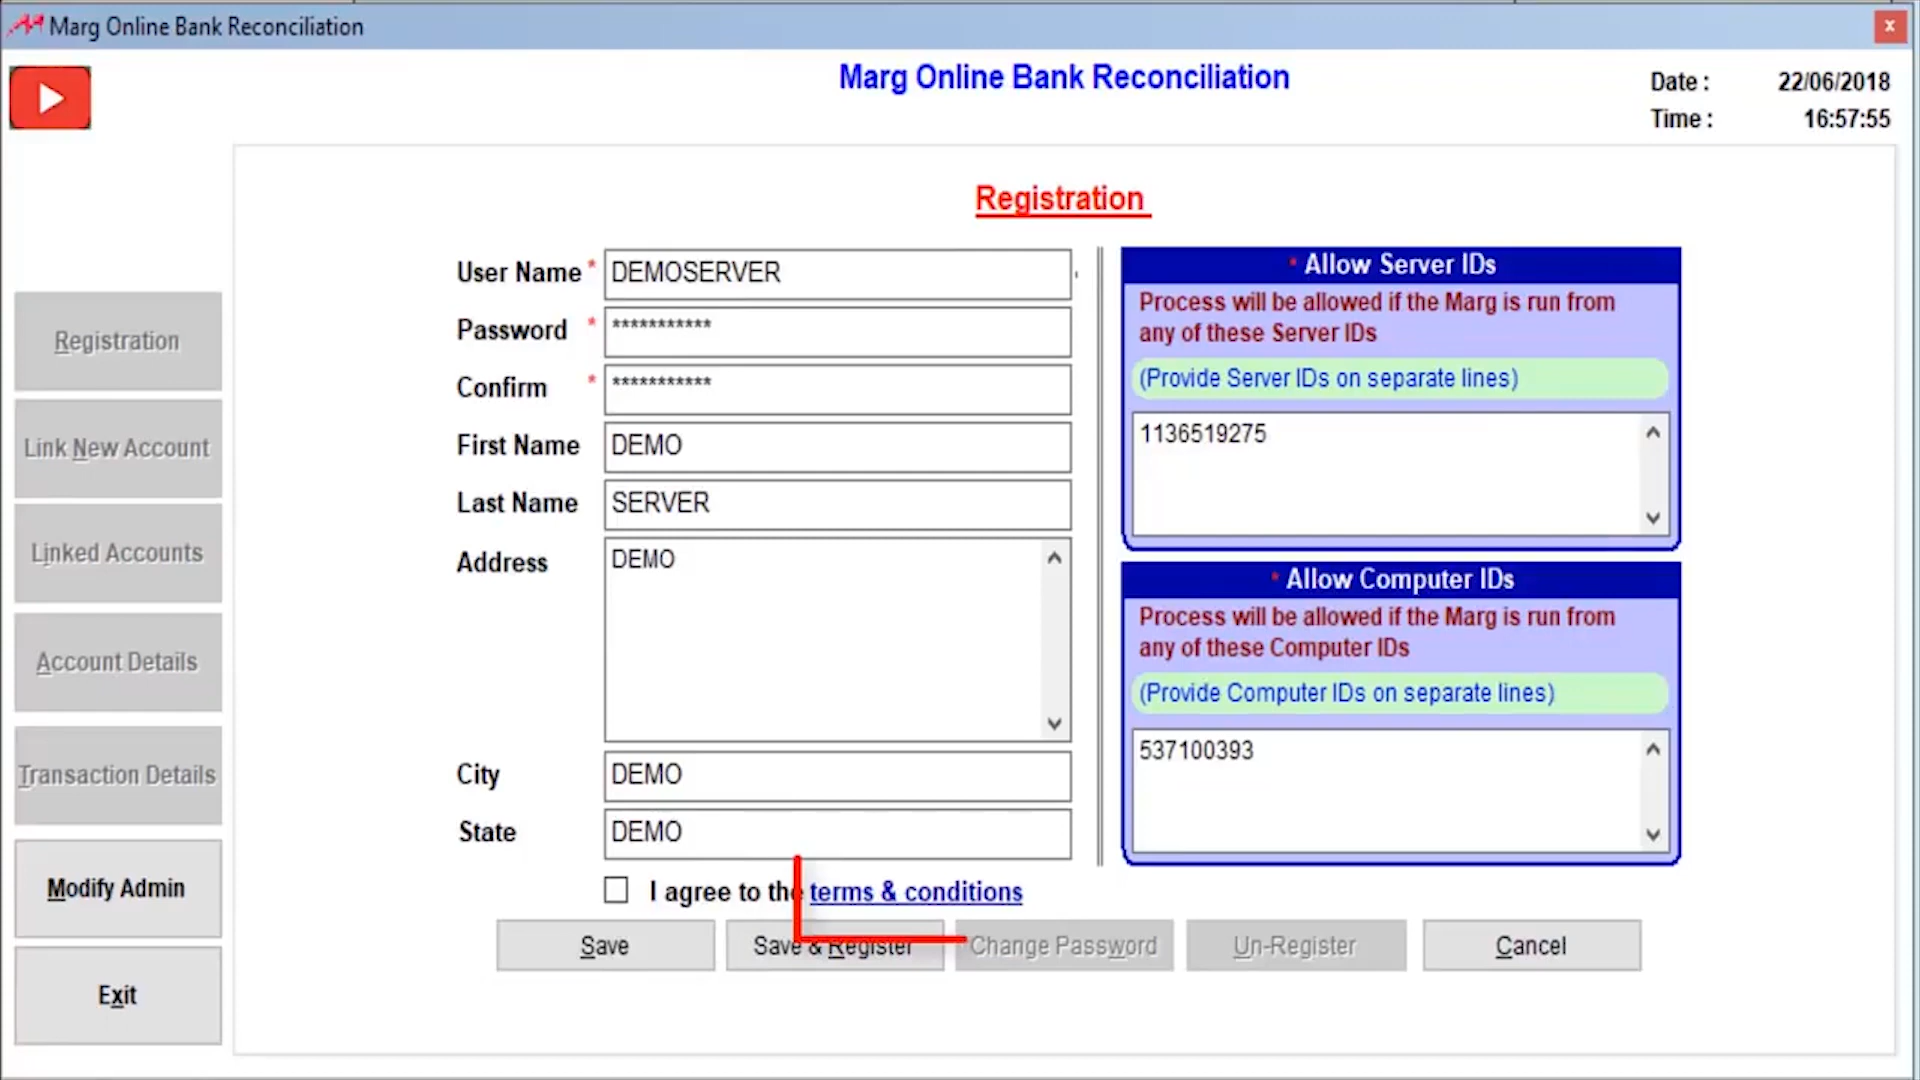 Marg Online Bank Reconciliation
x
Marg Online Bank Reconciliation
Date : 22/06/2018
Time : 16:57:55
Registration
User Name * DEMOSERVER
Password * ***********
Confirm * ***********
First Name DEMO
Last Name SERVER
Address DEMO
City DEMO
State DEMO
I agree to the terms & conditions
* Allow Server IDs
Process will be allowed if the Marg is run from
any of these Server IDs
(Provide Server IDs on separate lines)
1136519275
* Allow Computer IDs
Process will be allowed if the Marg is run from
any of these Computer IDs
(Provide Computer IDs on separate lines)
537100393
Save
Save & Register
Change Password
Un-Register
Cancel
Registration
Link New Account
Linked Accounts
Account Details
Transaction Details
Modify Admin
Exit